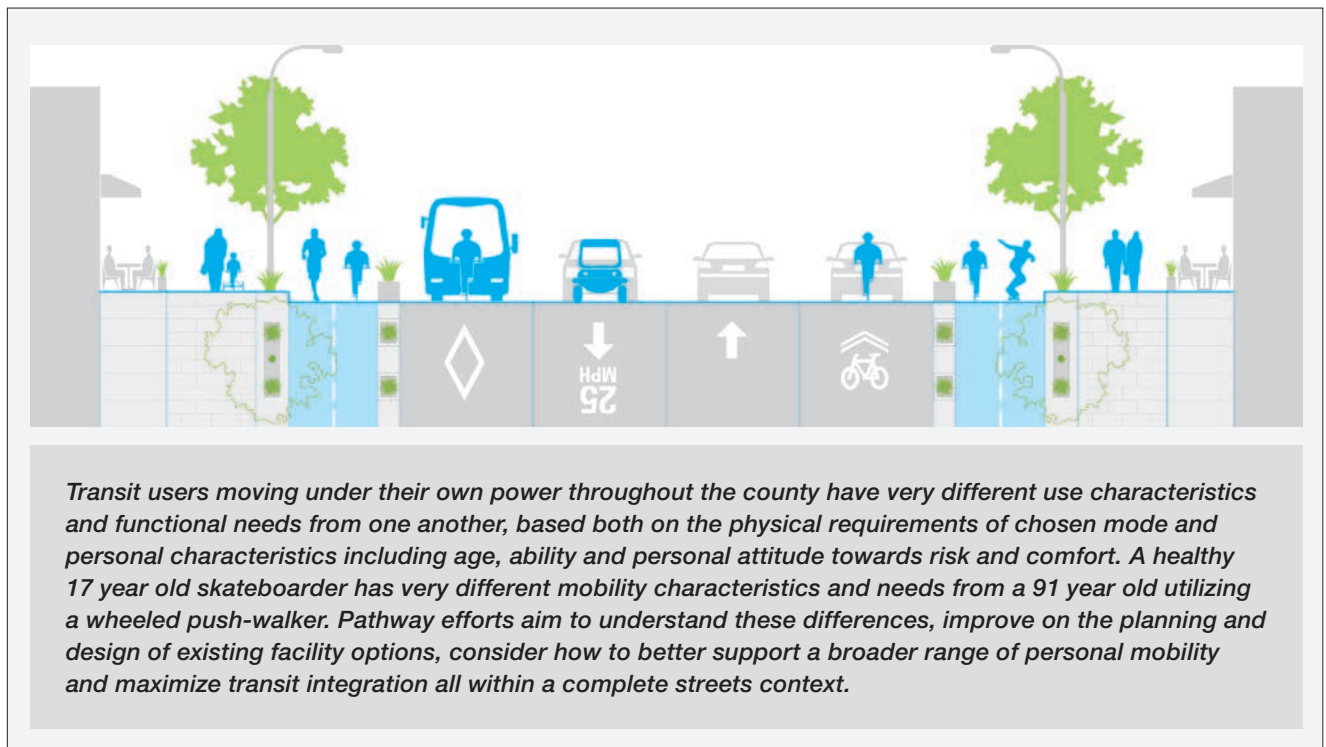 25
MPH
Transit users moving under their own power throughout the county have very different use characteristics
and functional needs from one another, based both on the physical requirements of chosen mode and
personal characteristics including age, ability and personal attitude towards risk and comfort. A healthy
17 year old skateboarder has very different mobility characteristics and needs from a 91 year old utilizing
a wheeled push-walker. Pathway efforts aim to understand these differences, improve on the planning and
design of existing facility options, consider how to better support a broader range of personal mobility
and maximize transit integration all within a complete streets context.